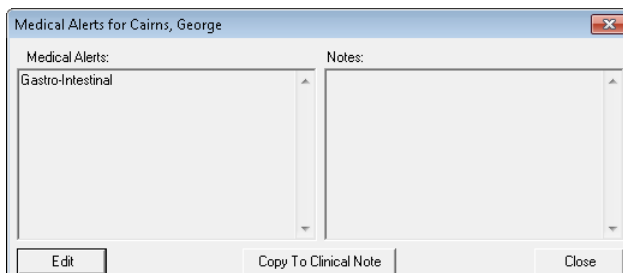 Medical Alerts for Cairns, George
Medical Alerts:
Notes:
Gastro-Intestinal
Edit
Copy To Clinical Note
Close